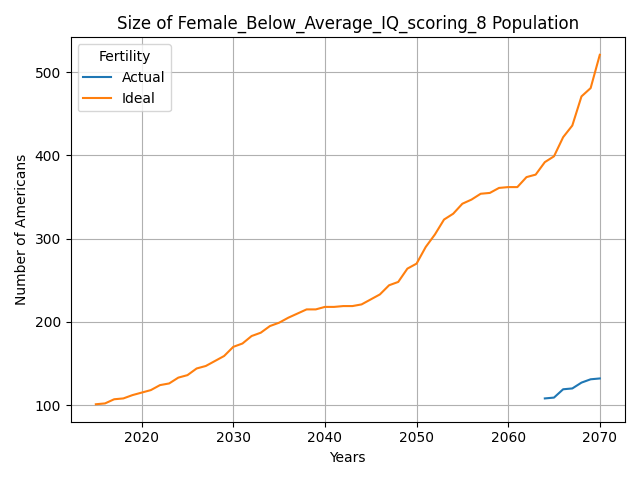 Size of Female_Below_Average_IQ_scoring_8 Population
Fertility
Actual
Ideal
Number of Americans
500
400
300
200
100
2020 2030 2040 2050 2060 2070
Years